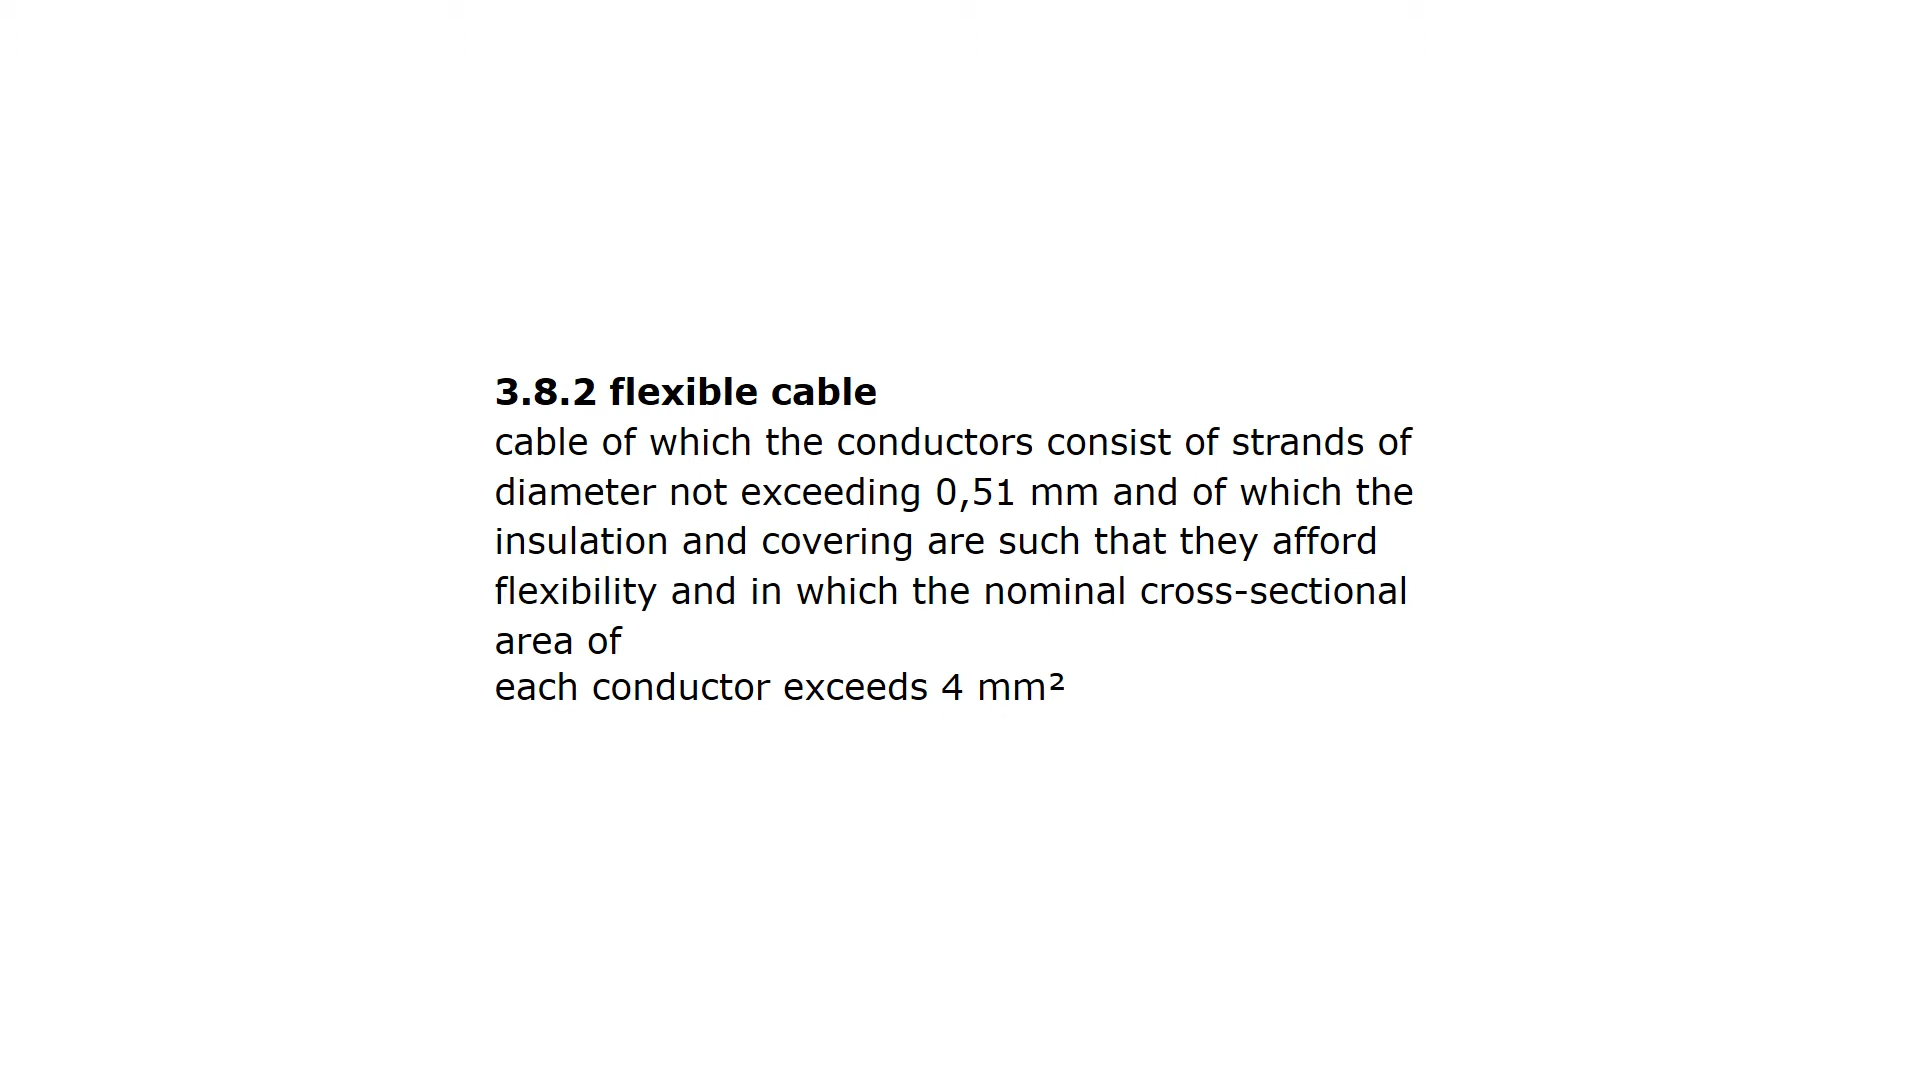 3.8.2 flexible cable
cable of which the conductors consist of strands of
diameter not exceeding 0,51 mm and of which the
insulation and covering are such that they afford
flexibility and in which the nominal cross-sectional
area of
each conductor exceeds 4 mm²